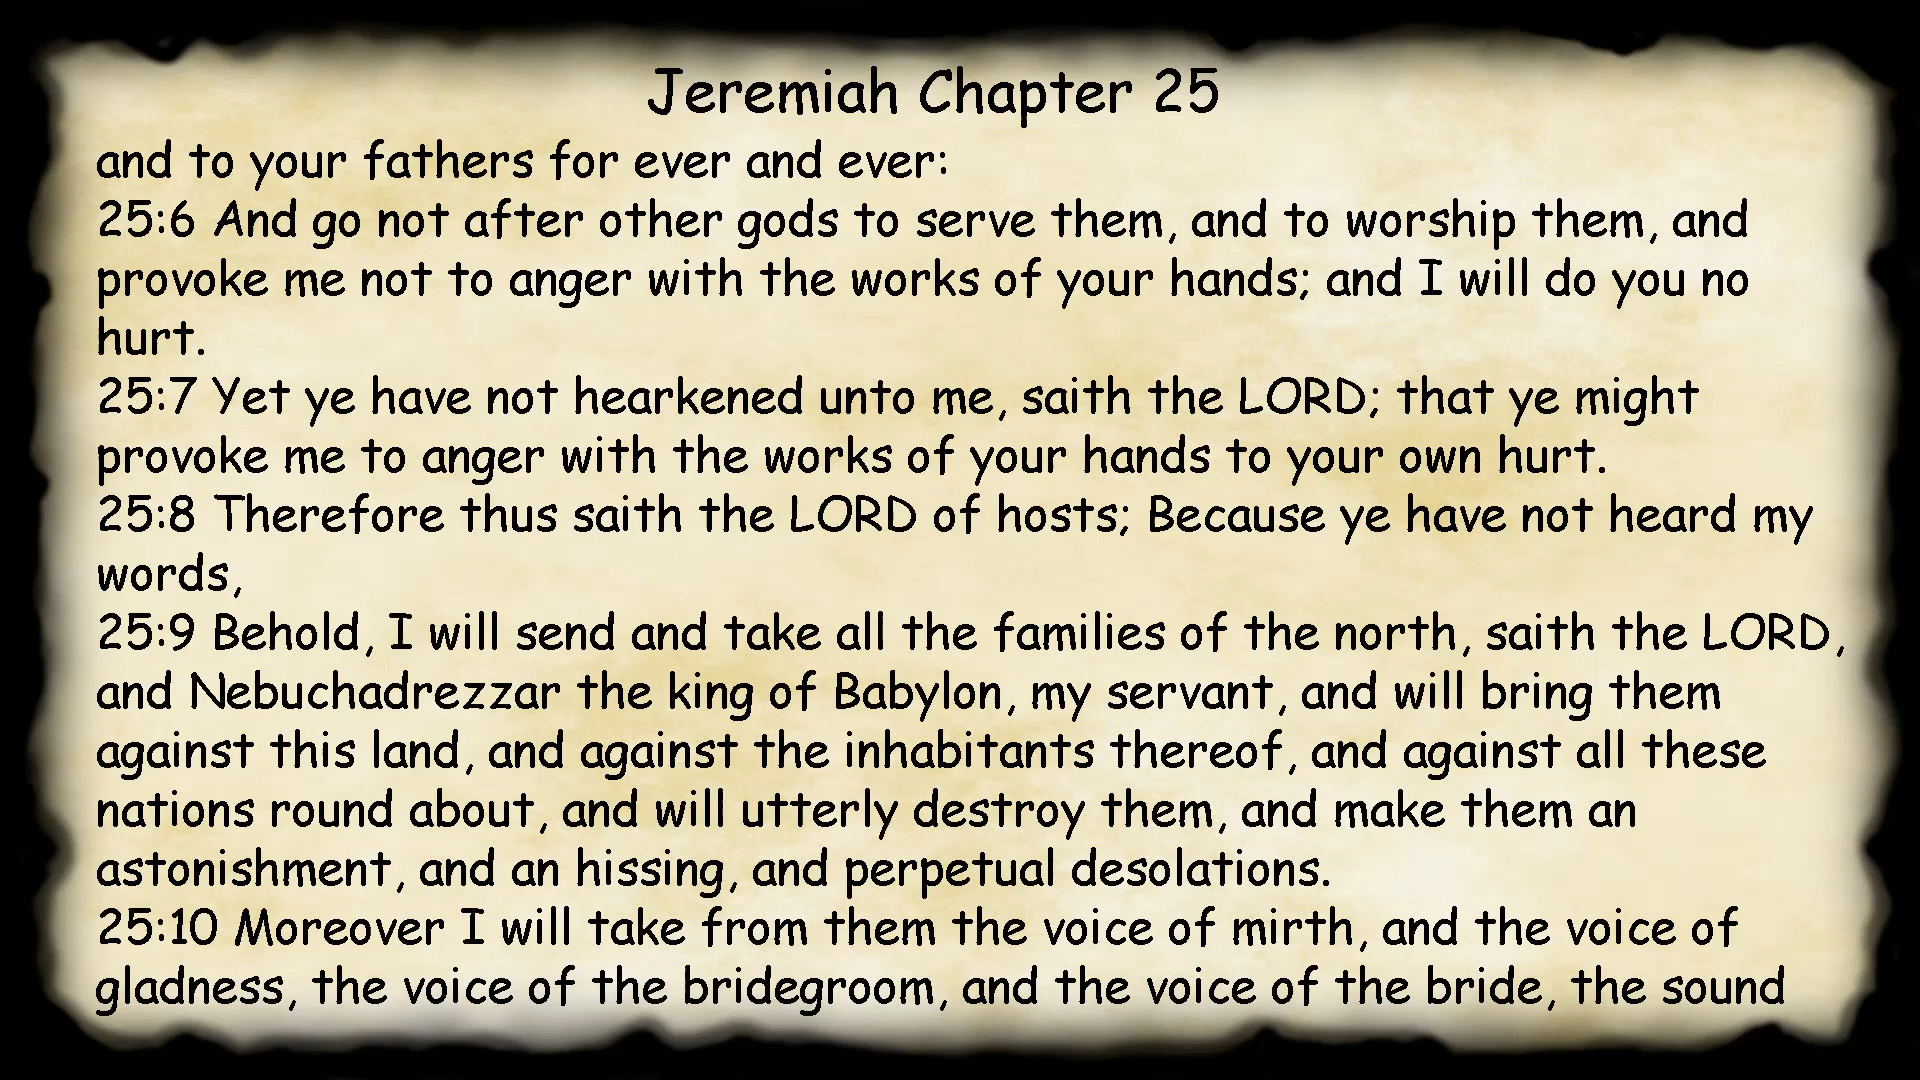 Jeremiah Chapter 25
and to your fathers for ever and ever:
25:6 And go not after other gods to serve them, and to worship them, and
provoke me not to anger with the works of your hands; and I will do you no
hurt.
25:7 Yet ye have not hearkened unto me, saith the LORD; that ye might
provoke me to anger with the works of your hands to your own hurt.
25:8 Therefore thus saith the LORD of hosts; Because ye have not heard my
words,
25:9 Behold, I will send and take all the families of the north, saith the LORD,
and Nebuchadrezzar the king of Babylon, my servant, and will bring them
against this land, and against the inhabitants thereof, and against all these
nations round about, and will utterly destroy them, and make them an
astonishment, and an hissing, and perpetual desolations.
25:10 Moreover I will take from them the voice of mirth, and the voice of
gladness, the voice of the bridegroom, and the voice of the bride, the sound